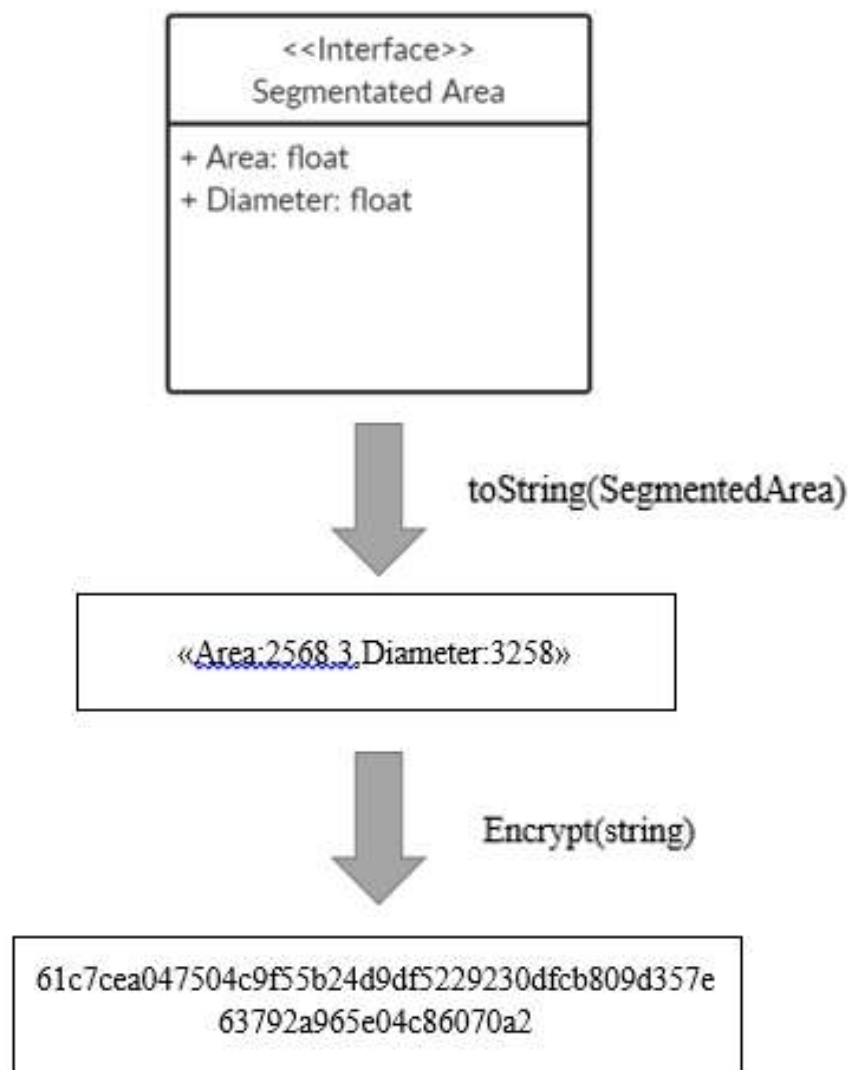 <<Interface>>
Segmentated Area
+ Area: float
+ Diameter: float
toString(SegmentedArea)
«Area:2568.3,Diameter:3258»
Encrypt(string)
61c7cea047504c9f55b24d9df5229230dfcb809d357e
63792a965e04c86070a2